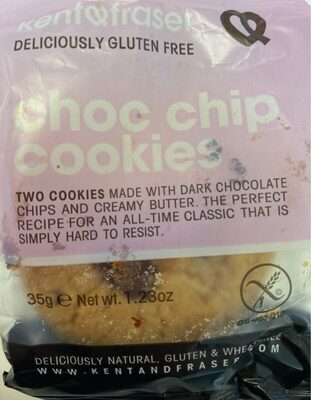 kent&fraser
DELICIOUSLY GLUTEN FREE
choc chip
cookies
TWO COOKIES MADE WITH DARK CHOCOLATE
CHIPS AND CREAMY BUTTER. THE PERFECT
RECIPE FOR AN ALL-TIME CLASSIC THAT IS
SIMPLY HARD TO RESIST.
35g e Net wt. 1.23oz
DELICIOUSLY NATURAL, GLUTEN &
WWW.KENTANDFRASER